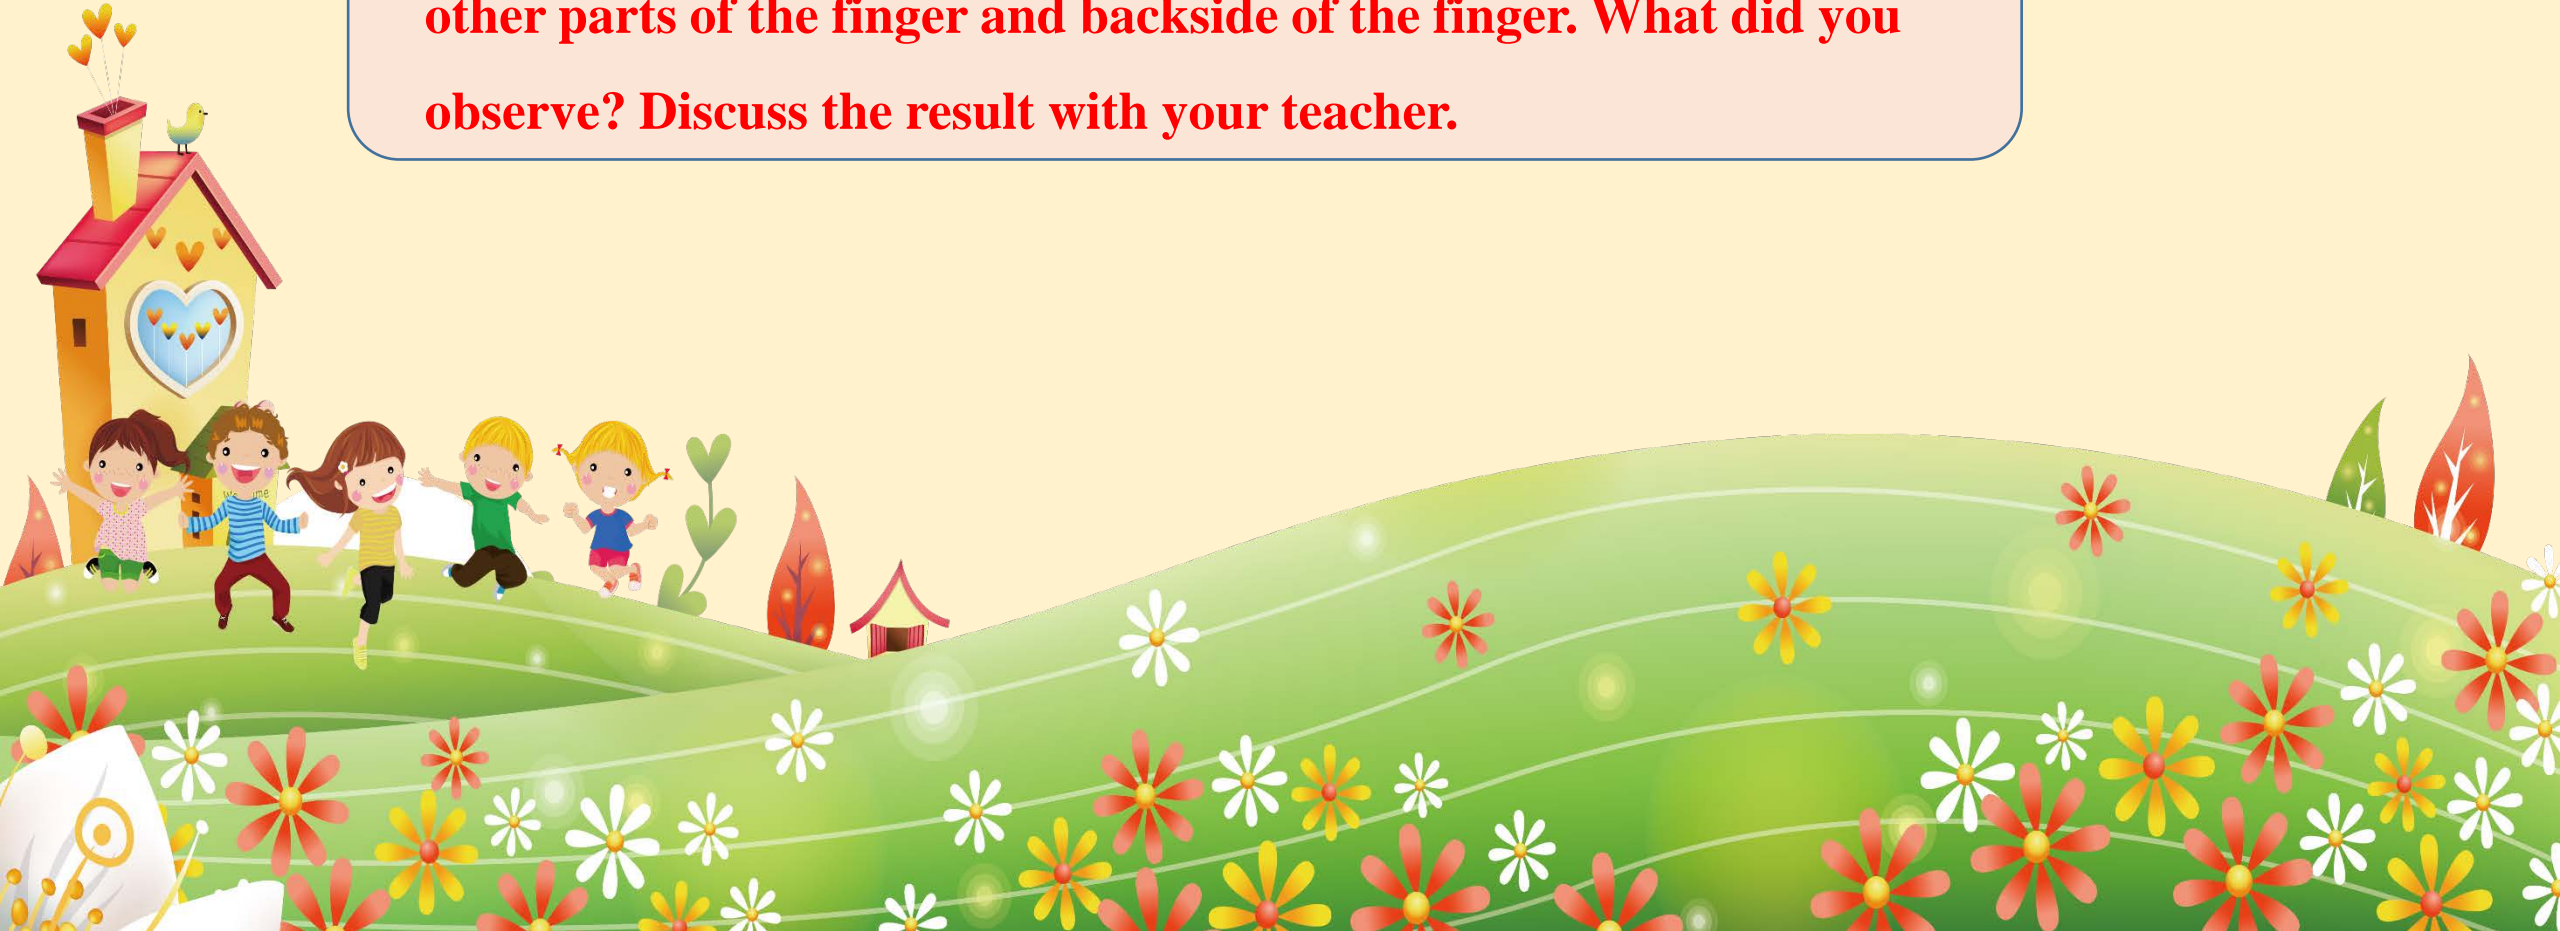 other parts of the finger and backside of the finger. What did you
observe? Discuss the result with your teacher.